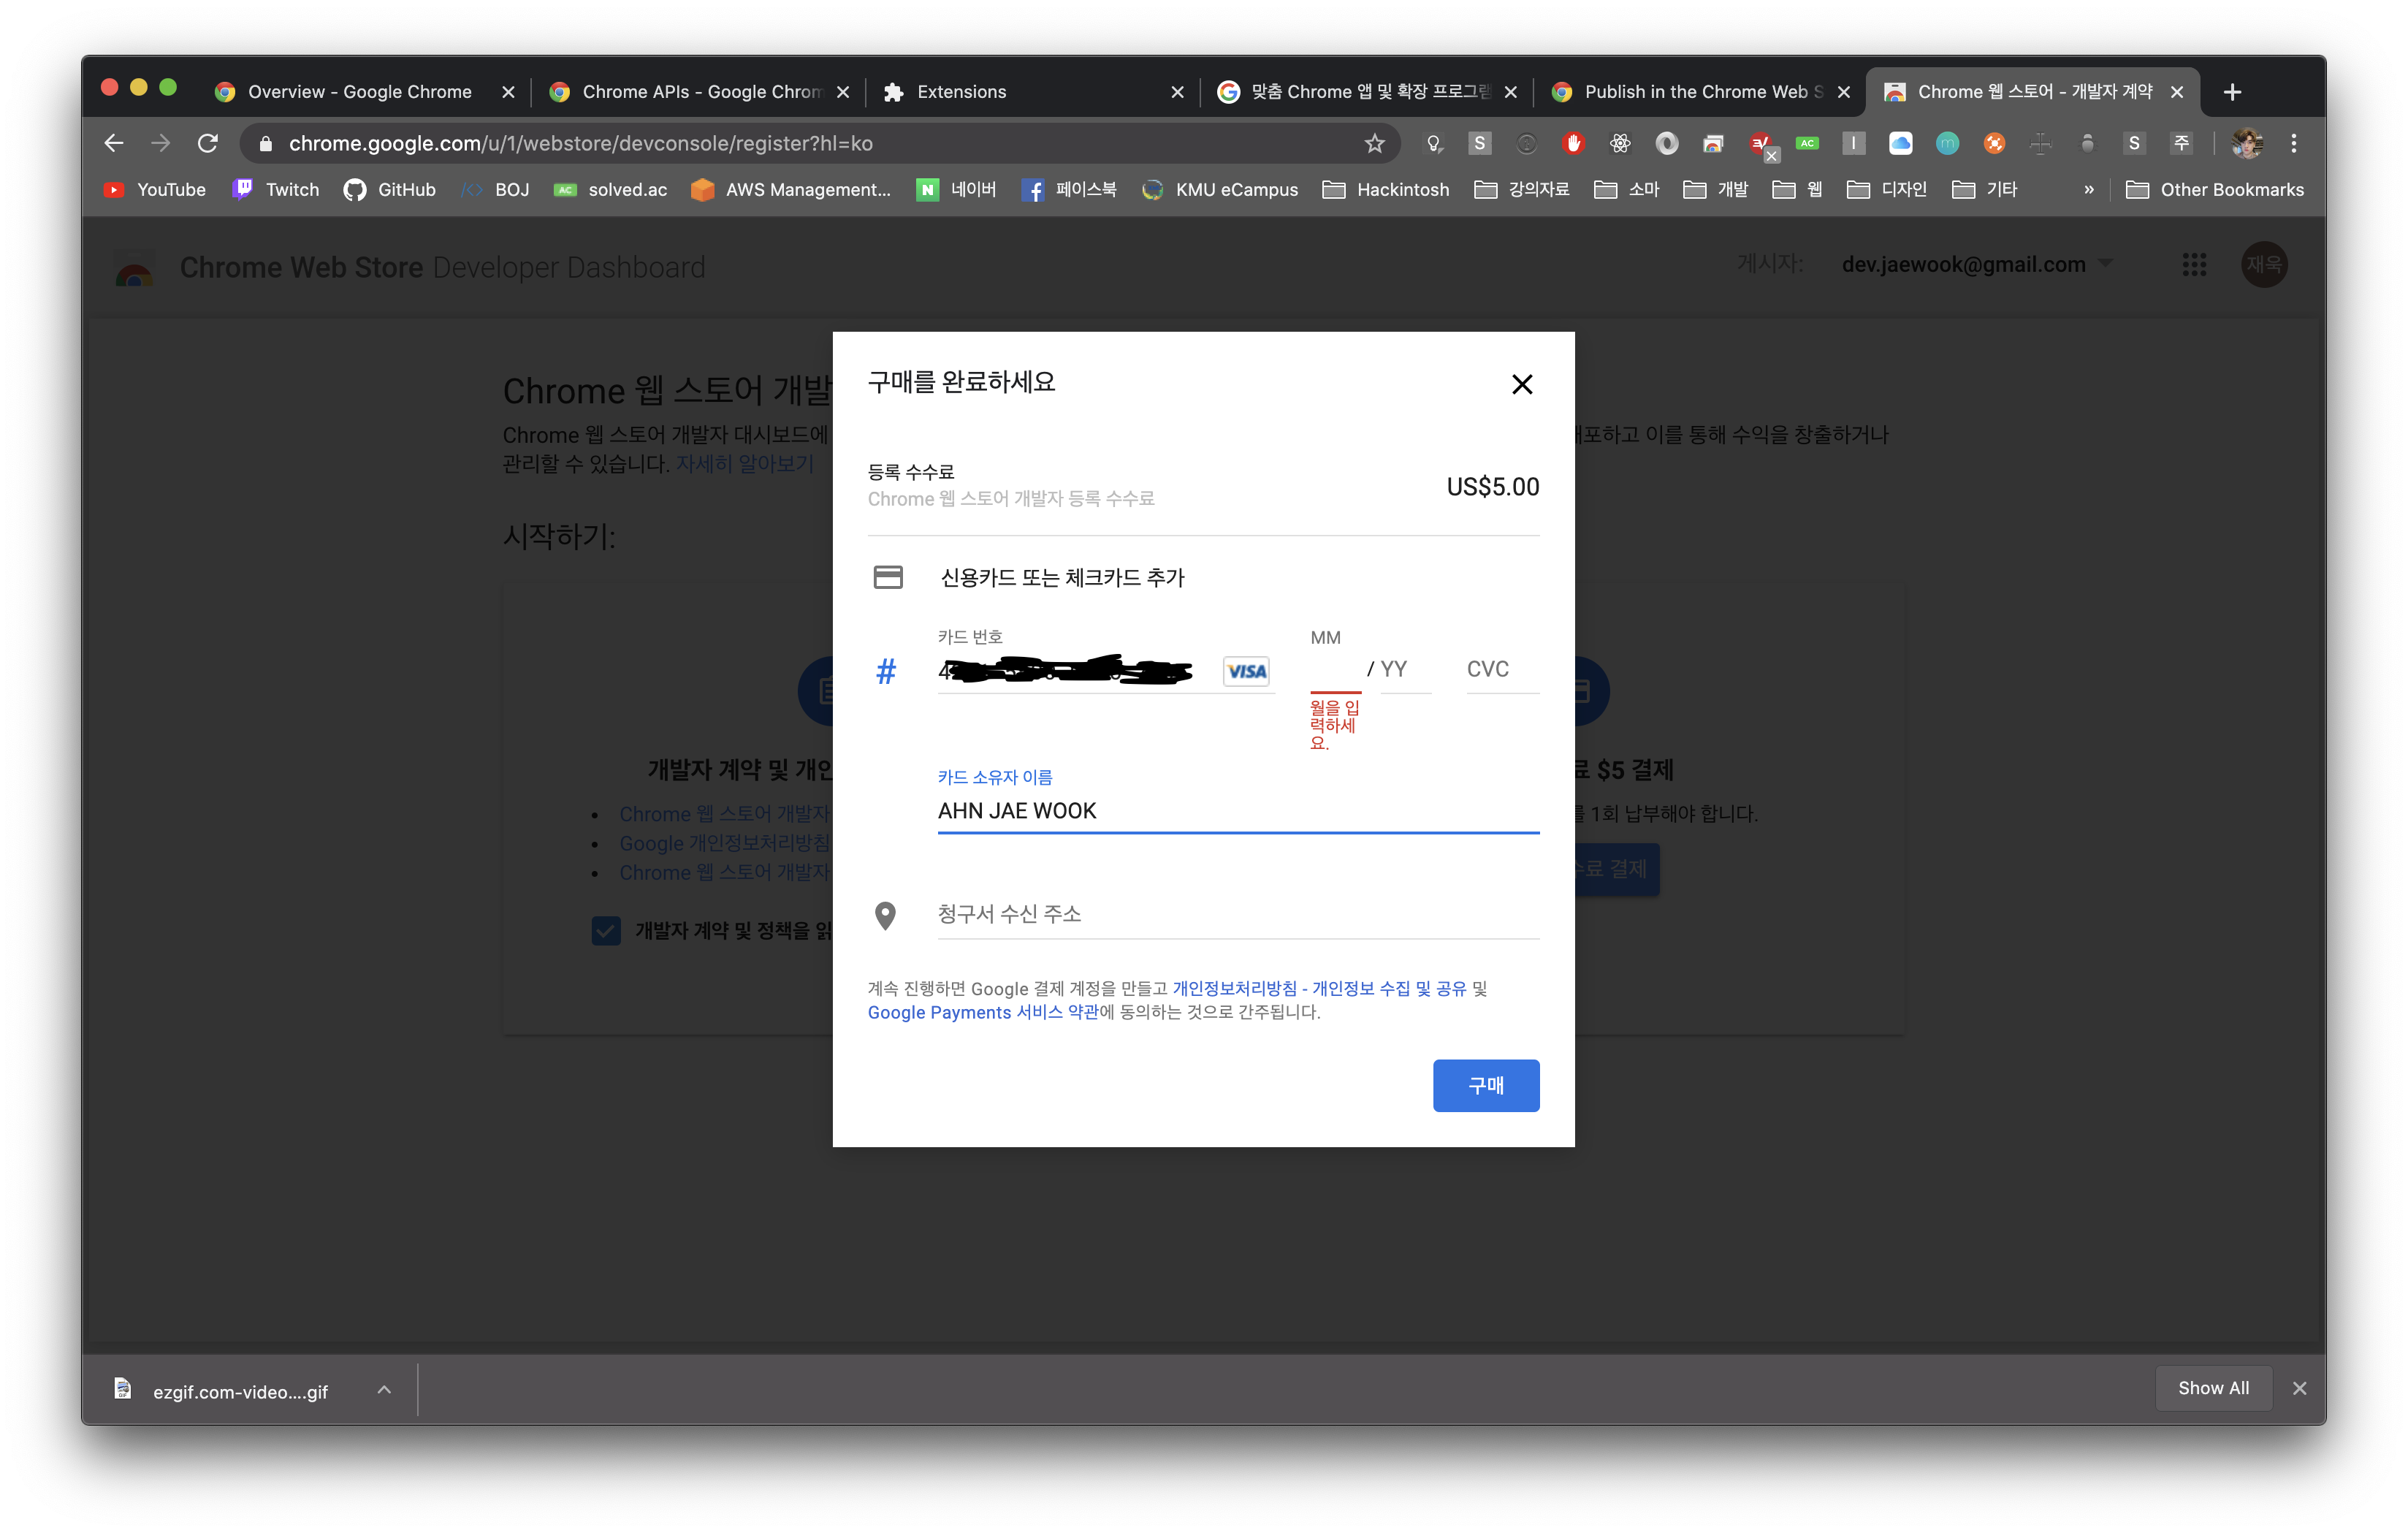 Overview - Google Chrome
Chrome APIs - Google Chrom
Extensions
맞춤 Chrome 앱 및 확장 프로그램
Publish in the Chrome Web S
Chrome 웹 스토어 - 개발자 계약
chrome.google.com/u/1/webstore/devconsole/register?hl=ko
YouTube
Twitch
GitHub
BOJ
solved.ac
AWS Management...
네이버
페이스북
KMU eCampus
Hackintosh
강의자료
소마
개발
웹
디자인
기타
»
Other Bookmarks
Chrome Web Store Developer Dashboard
게시자:
dev.jaewook@gmail.com
재욱
Chrome 웹 스토어 개발
Chrome 웹 스토어 개발자 대시보드에
배포하고 이를 통해 수익을 창출하거나
관리할 수 있습니다. 자세히 알아보기
시작하기:
개발자 계약 및 개인
Chrome 웹 스토어 개발자
Google 개인정보처리방침
Chrome 웹 스토어 개발자
개발자 계약 및 정책을 읽
료 $5 결제
를 1회 납부해야 합니다.
수료 결제
구매를 완료하세요
등록 수수료
Chrome 웹 스토어 개발자 등록 수수료
US$5.00
신용카드 또는 체크카드 추가
카드 번호
#
4
VISA
MM
/ YY
CVC
월을 입
력하세
요.
카드 소유자 이름
AHN JAE WOOK
청구서 수신 주소
계속 진행하면 Google 결제 계정을 만들고 개인정보처리방침 - 개인정보 수집 및 공유 및
Google Payments 서비스 약관에 동의하는 것으로 간주됩니다.
구매
ezgif.com-video....gif
Show All